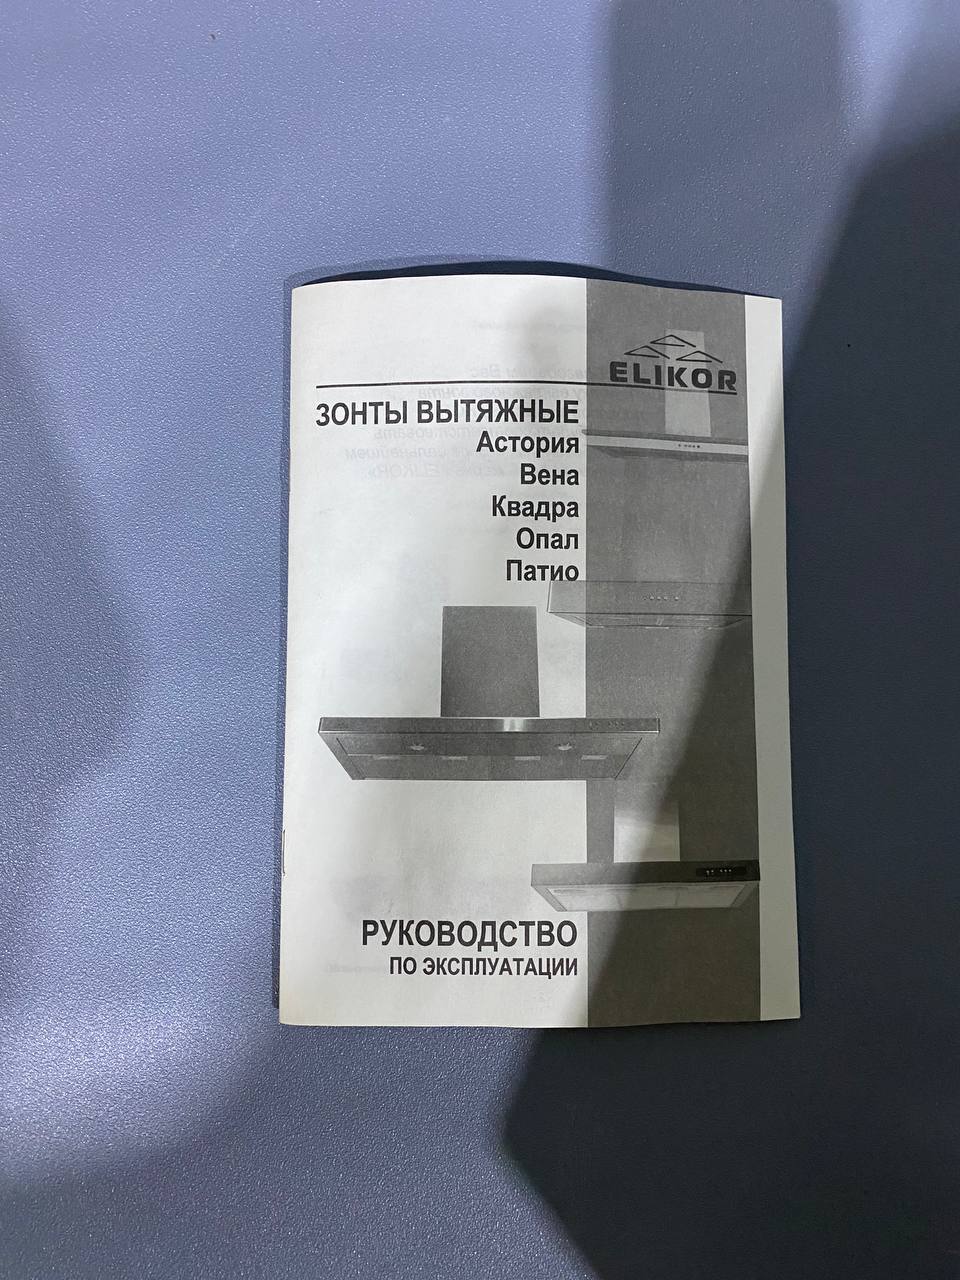 ELIKOR
ЗОНТЫ ВЫТЯЖНЫЕ
Астория
Вена
Квадра
Опал
Патио
РУКОВОДСТВО
ПО ЭКСПЛУАТАЦИИ